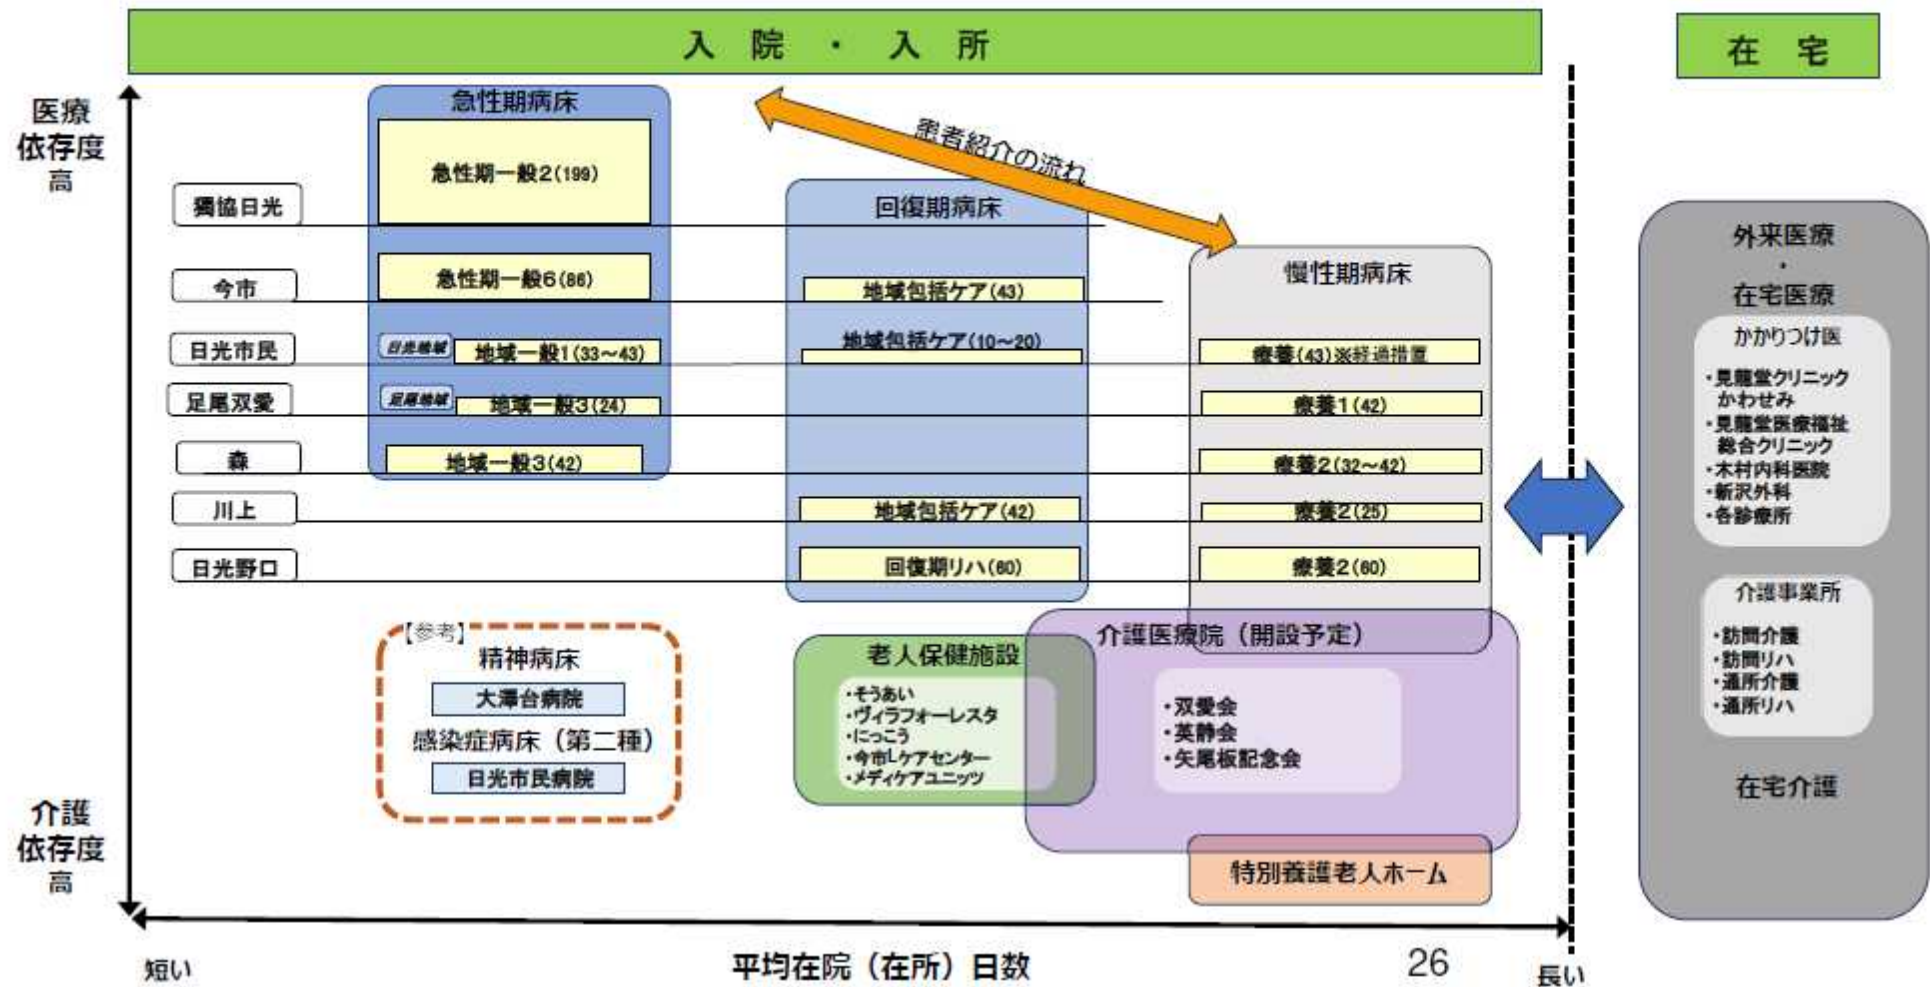 入院・入所
在宅
医療
依存度
高
急性期病床
急性期一般2(199)
患者紹介の流れ
獨協日光
回復期病床
今市
急性期一般6(86)
地域包括ケア(43)
慢性期病床
日光市民
日光地域
地域一般1(33～43)
地域包括ケア(10～20)
療養(43)※経過措置
足尾双愛
足尾地域
地域一般3(24)
療養1(42)
森
地域一般3(42)
療養2(32～42)
川上
地域包括ケア(42)
療養2(25)
日光野口
回復期リハ(60)
療養2(60)
【参考】
精神病床
大澤台病院
感染症病床（第二種）
日光市民病院
老人保健施設
・そうあい
・ヴィラフォーレスタ
・にっこう
・今市Lケアセンター
・メディケアユニッツ
介護医療院（開設予定）
・双愛会
・英静会
・矢尾板記念会
特別養護老人ホーム
外来医療
・
在宅医療
かかりつけ医
・見龍堂クリニック
かわせみ
・見龍堂医療福祉
総合クリニック
・木村内科医院
・新沢外科
・各診療所
介護事業所
・訪問介護
・訪問リハ
・通所介護
・通所リハ
在宅介護
介護
依存度
高
短い
平均在院（在所）日数
26
長い